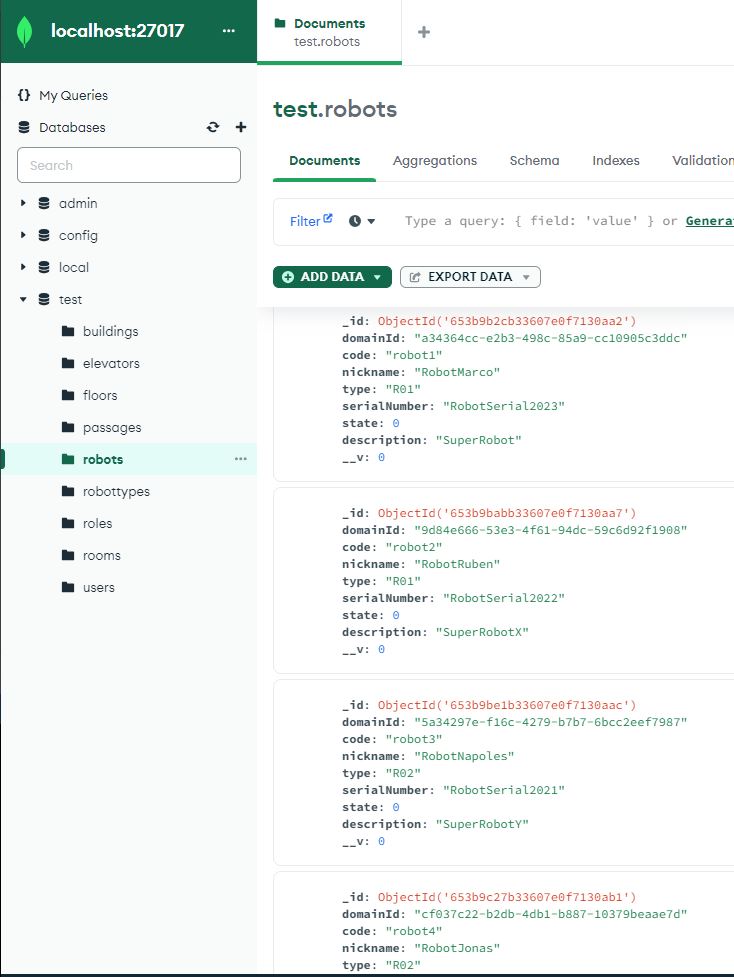 localhost:27017 ...
My Queries
Databases
Search
admin
config
local
test
buildings
elevators
floors
passages
robots ...
robottypes
roles
rooms
users
Documents
test.robots
test.robots
Documents Aggregations Schema Indexes Validation
Filter Type a query: { field: 'value' } or Genera
ADD DATA EXPORT DATA
_id: ObjectId('653b9b2cb33607e0f7130aa2')
domainId: "a34364cc-e2b3-498c-85a9-cc10905c3ddc"
code: "robot1"
nickname: "RobotMarco"
type: "R01"
serialNumber: "RobotSerial2023"
state: 0
description: "SuperRobot"
__v: 0
_id: ObjectId('653b9babb33607e0f7130aa7')
domainId: "9d84e666-53e3-4f61-94dc-59c6d92f1908"
code: "robot2"
nickname: "RobotRuben"
type: "R01"
serialNumber: "RobotSerial2022"
state: 0
description: "SuperRobotX"
__v: 0
_id: ObjectId('653b9be1b33607e0f7130aac')
domainId: "5a34297e-f16c-4279-b7b7-6bcc2eef7987"
code: "robot3"
nickname: "RobotNapoles"
type: "R02"
serialNumber: "RobotSerial2021"
state: 0
description: "SuperRobotY"
__v: 0
_id: ObjectId('653b9c27b33607e0f7130ab1')
domainId: "cf037c22-b2db-4db1-b887-10379beaae7d"
code: "robot4"
nickname: "RobotJonas"
type: "R02"